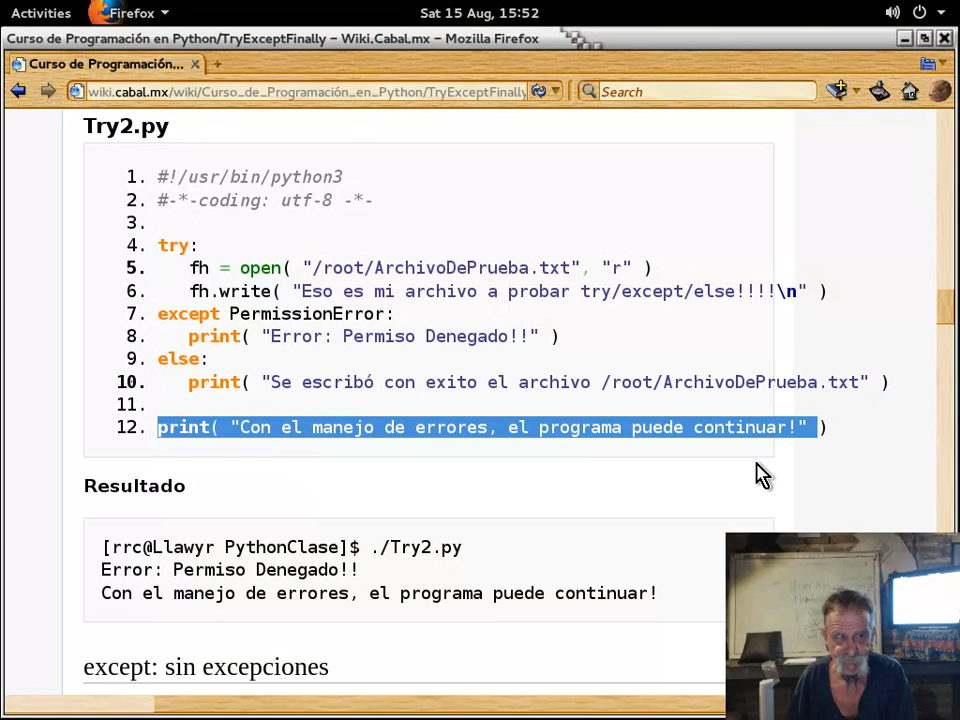 Activities
Firefox
Sat 15 Aug, 15:52
Curso de Programación en Python/TryExceptFinally – Wiki.Cabal.mx – Mozilla Firefox
Curso de Programación...
wiki.cabal.mx/wiki/Curso_de_Programación_en_Python/TryExceptFinally
Search
Try2.py
1. #!/usr/bin/python3
2. #-*-coding: utf-8 -*-
3.
4. try:
5. fh = open( "/root/ArchivoDePrueba.txt", "r" )
6. fh.write( "Eso es mi archivo a probar try/except/else!!!!\n" )
7. except PermissionError:
8. print( "Error: Permiso Denegado!!" )
9. else:
10. print( "Se escribó con exito el archivo /root/ArchivoDePrueba.txt" )
11.
12. print( "Con el manejo de errores, el programa puede continuar!" )
Resultado
[rrc@Llawyr PythonClase]$ ./Try2.py
Error: Permiso Denegado!!
Con el manejo de errores, el programa puede continuar!
except: sin excepciones